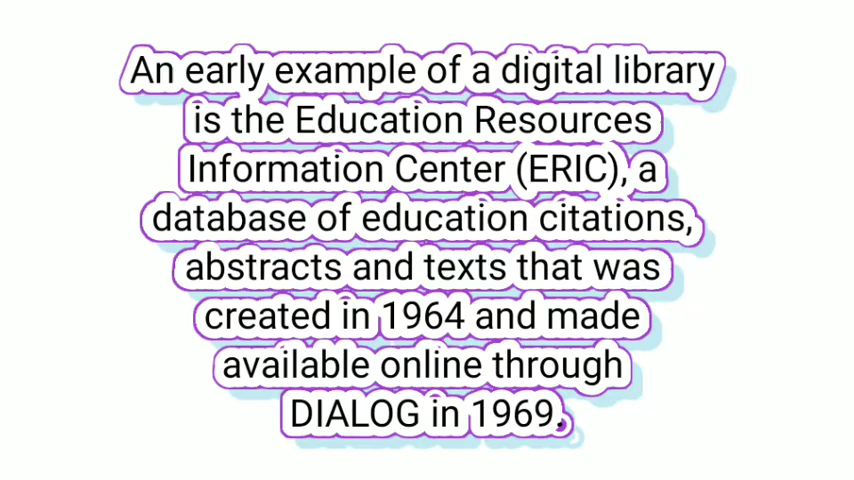 An early example of a digital library
is the Education Resources
Information Center (ERIC), a
database of education citations,
abstracts and texts that was
created in 1964 and made
available online through
DIALOG in 1969.